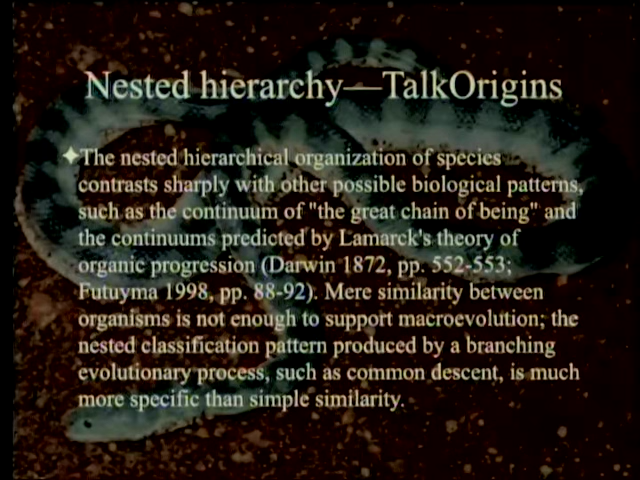 Nested hierarchy—TalkOrigins
✦The nested hierarchical organization of species
contrasts sharply with other possible biological patterns,
such as the continuum of "the great chain of being" and
the continuums predicted by Lamarck's theory of
organic progression (Darwin 1872, pp. 552-553;
Futuyma 1998, pp. 88-92). Mere similarity between
organisms is not enough to support macroevolution; the
nested classification pattern produced by a branching
evolutionary process, such as common descent, is much
more specific than simple similarity.